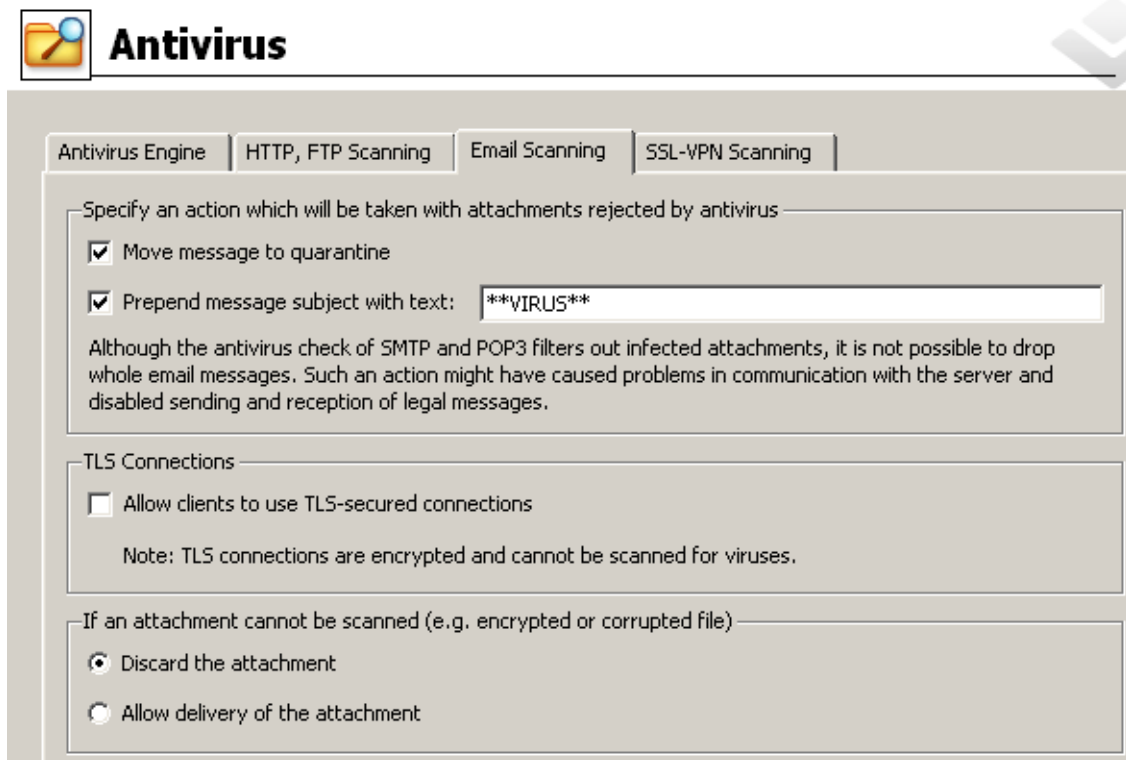 Antivirus
Antivirus Engine HTTP, FTP Scanning Email Scanning SSL-VPN Scanning
Specify an action which will be taken with attachments rejected by antivirus
Move message to quarantine
Prepend message subject with text: **VIRUS**
Although the antivirus check of SMTP and POP3 filters out infected attachments, it is not possible to drop
whole email messages. Such an action might have caused problems in communication with the server and
disabled sending and reception of legal messages.
TLS Connections
Allow clients to use TLS-secured connections
Note: TLS connections are encrypted and cannot be scanned for viruses.
If an attachment cannot be scanned (e.g. encrypted or corrupted file)
Discard the attachment
Allow delivery of the attachment